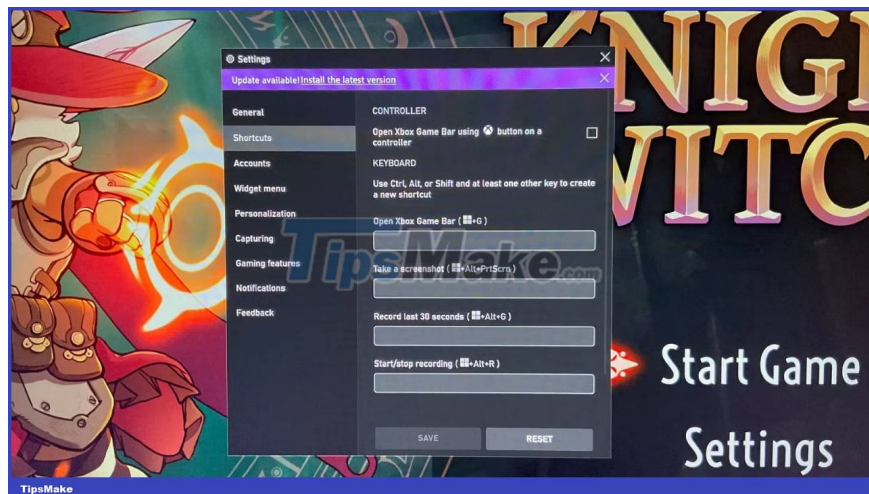 KNIG
WITC
Settings
Update available! Install the latest version
General
Shortcuts
Accounts
Widget menu
Personalization
Capturing
Gaming features
Notifications
Feedback
CONTROLLER
Open Xbox Game Bar using button on a
controller
KEYBOARD
Use Ctrl, Alt, or Shift and at least one other key to create
a new shortcut
Open Xbox Game Bar ( +G )
Take a screenshot ( +Alt+PrtScrn )
Record last 30 seconds ( +Alt+G )
Start/stop recording ( +Alt+R )
SAVE
RESET
Start Game
Settings
TipsMake.com
TipsMake